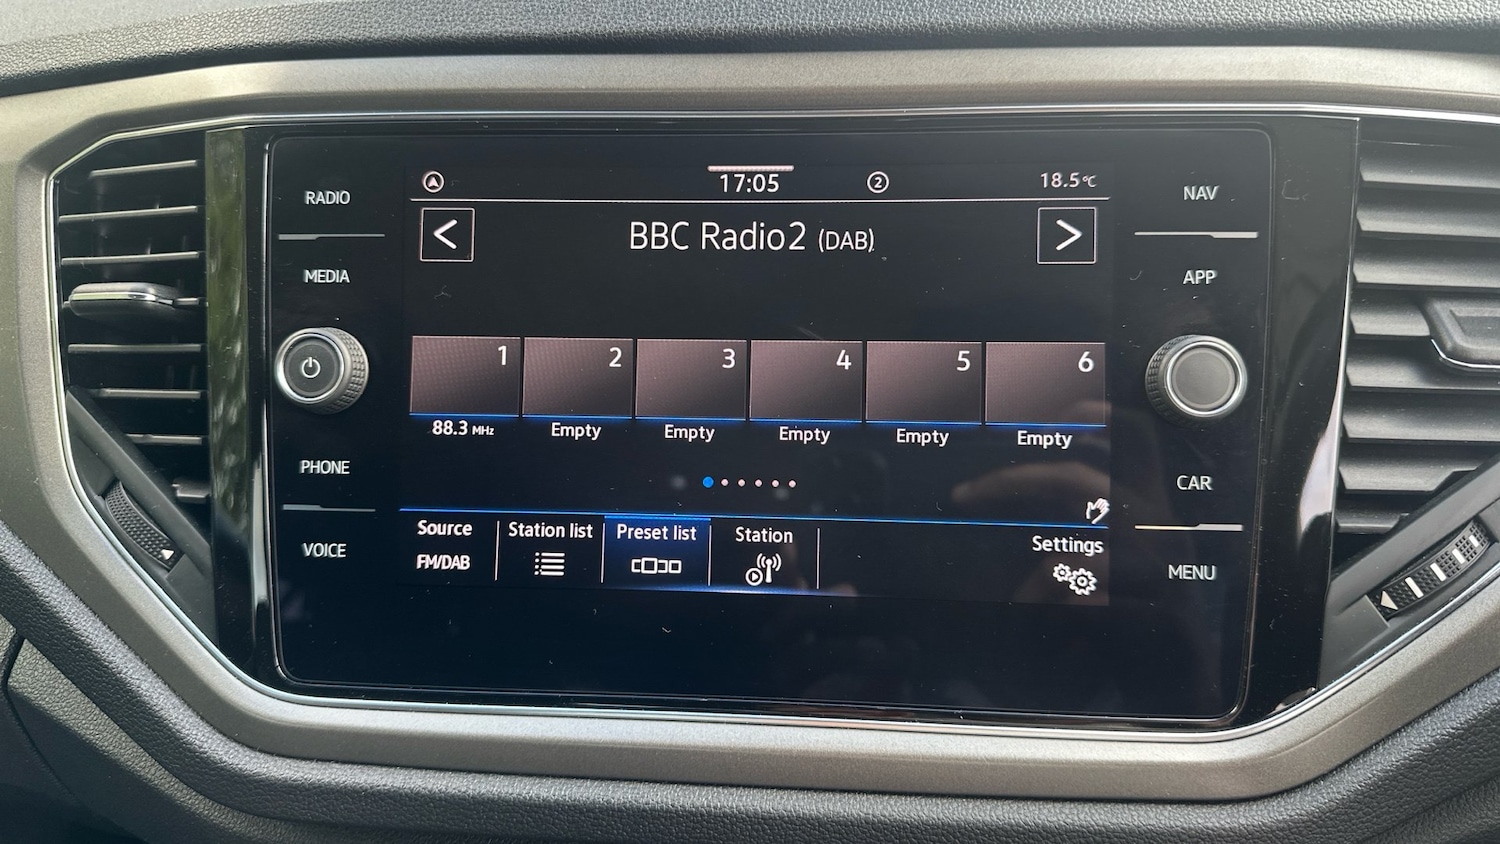 RADIO
MEDIA
PHONE
VOICE
17:05
2
18.5°C
BBC Radio2 (DAB)
1 2 3 4 5 6
88.3 MHz Empty Empty Empty Empty Empty
Source Station list Preset list Station Settings
FM/DAB
NAV
APP
CAR
MENU